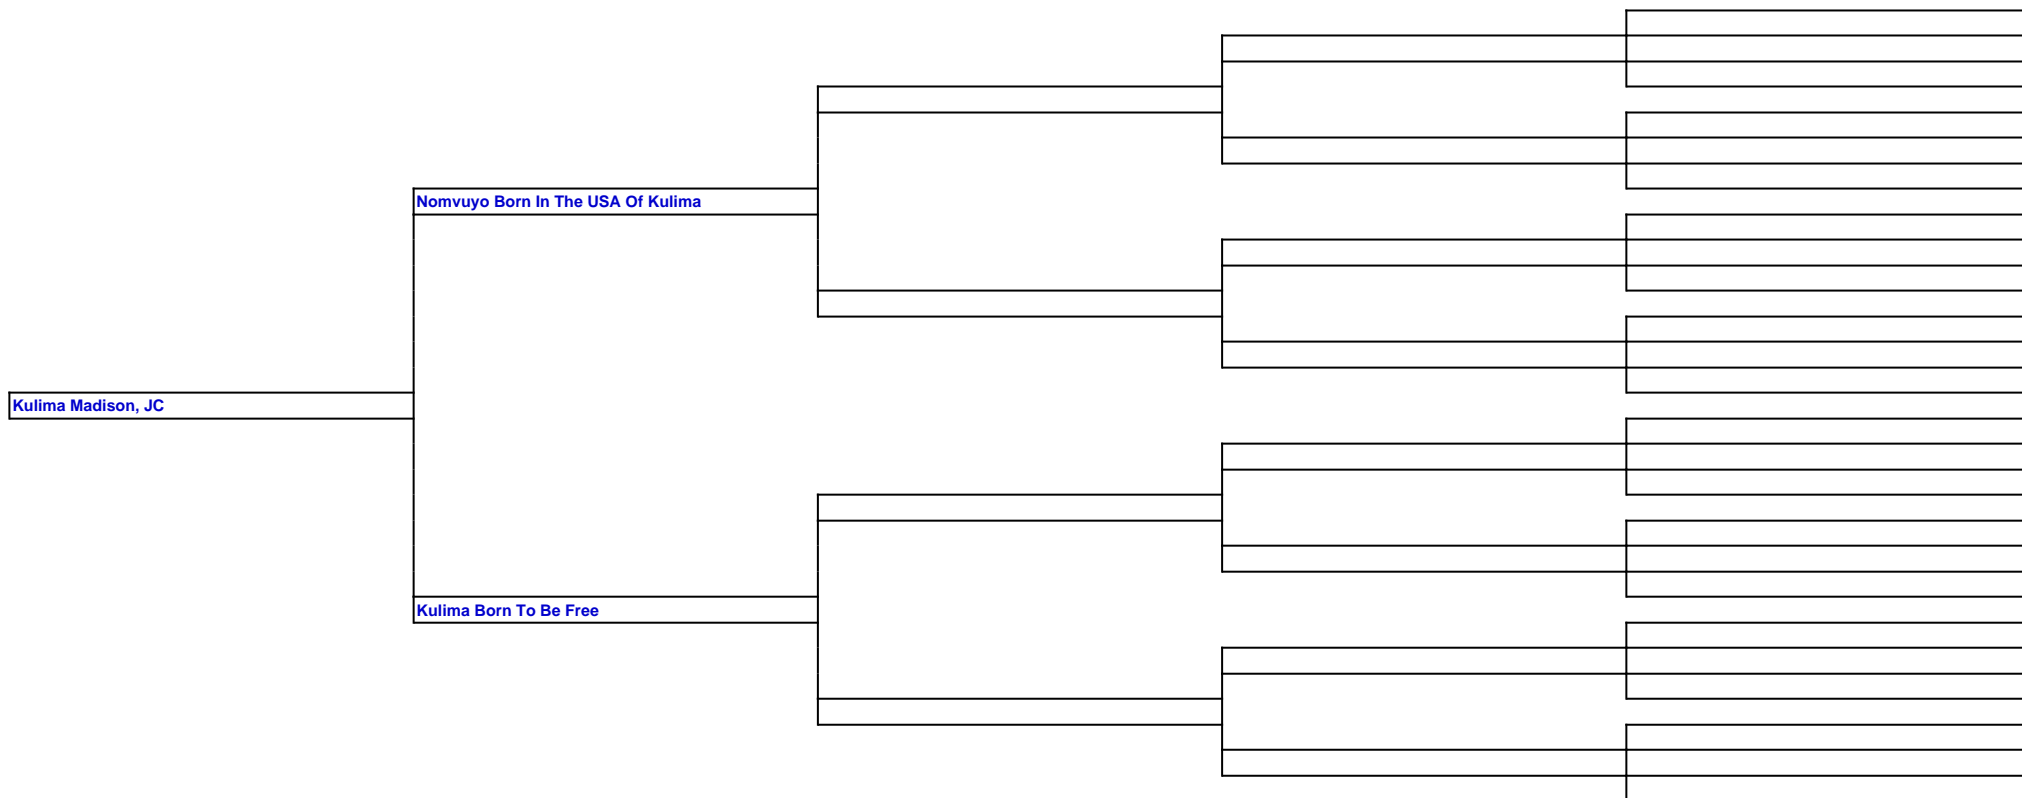 Nomvuyo Born In The USA Of Kulima
Kulima Madison, JC
Kulima Born To Be Free